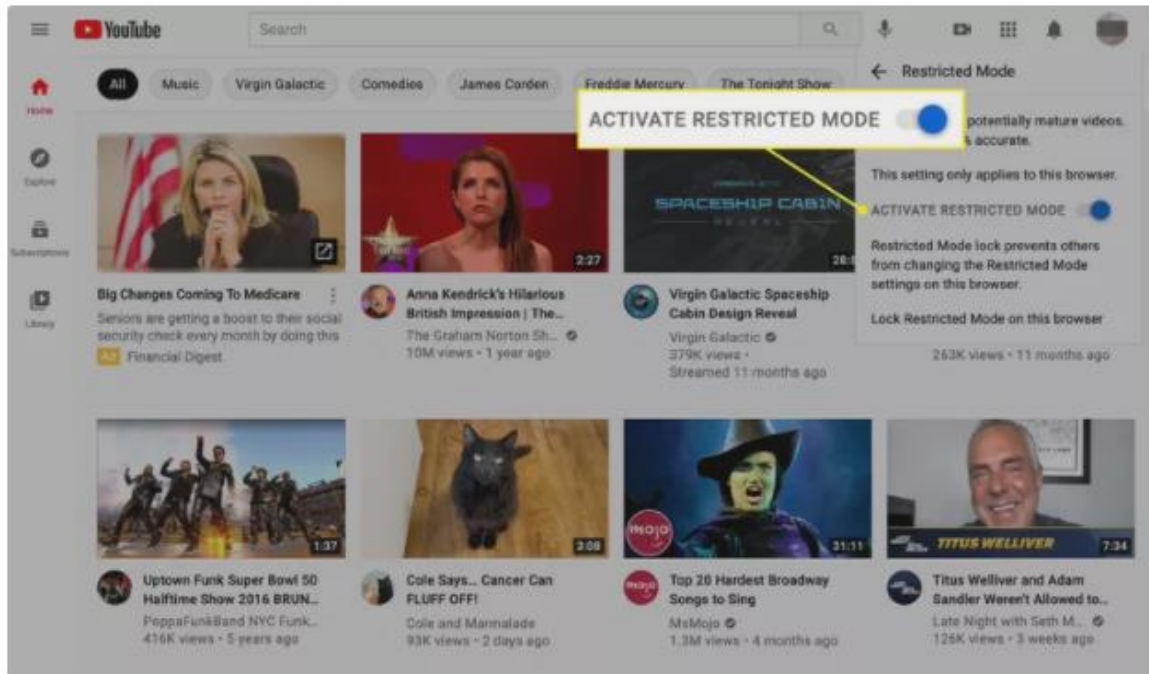 YouTube
Search
Home
Explore
Subscriptions
Library
All
Music
Virgin Galactic
Comedies
James Corden
Freddie Mercury
The Tonight Show
Restricted Mode
potentially mature videos.
accurate.
This setting only applies to this browser.
ACTIVATE RESTRICTED MODE
ACTIVATE RESTRICTED MODE
Restricted Mode lock prevents others
from changing the Restricted Mode
settings on this browser.
Lock Restricted Mode on this browser
SPACESHIP CABIN
REVEAL
2:27
Big Changes Coming To Medicare
Seniors are getting a boost to their social
security check every month by doing this
Ad Financial Digest
Anna Kendrick's Hilarious
British Impression | The...
The Graham Norton Sh...
10M views • 1 year ago
Virgin Galactic Spaceship
Cabin Design Reveal
Virgin Galactic
379K views •
Streamed 11 months ago
263K views • 11 months ago
1:37
3:08
mojo
31:11
TITUS WELLIVER
7:34
Uptown Funk Super Bowl 50
Halftime Show 2016 BRUN...
PoppaFunkBand NYC Funk...
416K views • 5 years ago
Cole Says... Cancer Can
FLUFF OFF!
Cole and Marmalade
93K views • 2 days ago
mojo
Top 20 Hardest Broadway
Songs to Sing
MsMojo
1.3M views • 4 months ago
Titus Welliver and Adam
Sandler Weren't Allowed to...
Late Night with Seth M...
126K views • 3 weeks ago